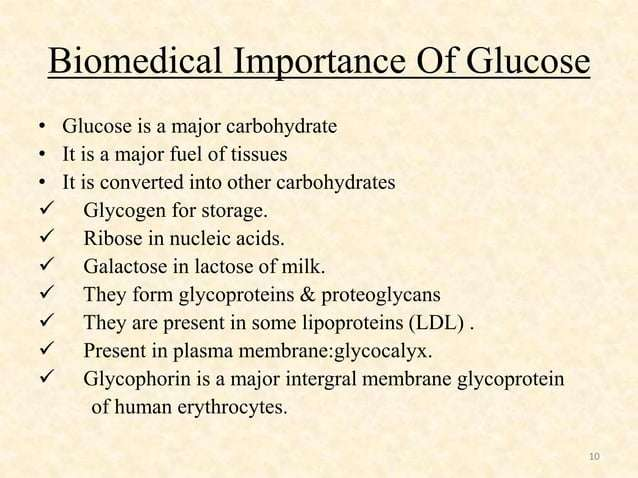 Biomedical Importance Of Glucose
• Glucose is a major carbohydrate
• It is a major fuel of tissues
• It is converted into other carbohydrates
✓ Glycogen for storage.
✓ Ribose in nucleic acids.
✓ Galactose in lactose of milk.
✓ They form glycoproteins & proteoglycans
✓ They are present in some lipoproteins (LDL) .
✓ Present in plasma membrane:glycocalyx.
✓ Glycophorin is a major intergral membrane glycoprotein
of human erythrocytes.
10